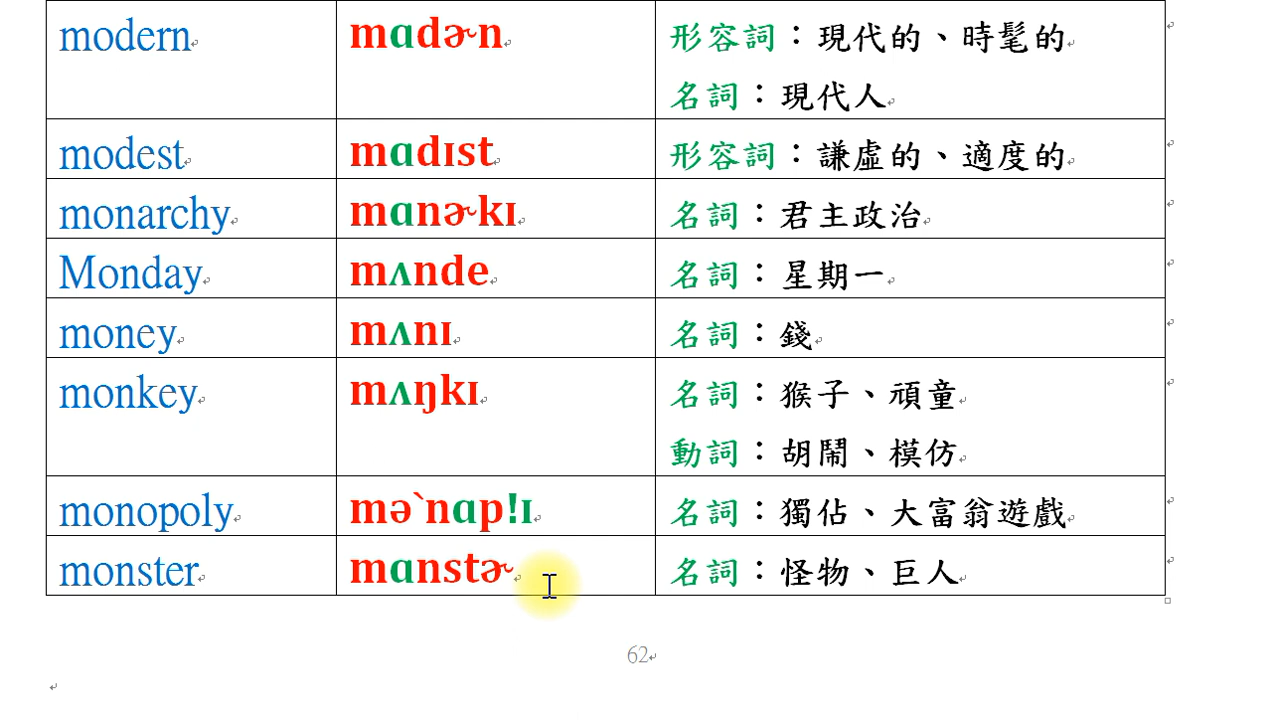 modern mɑdɚn 形容詞：現代的、時髦的
名詞：現代人
modest mɑdɪst 形容詞：謙虛的、適度的
monarchy mɑnɚkɪ 名詞：君主政治
Monday mʌnde 名詞：星期一
money mʌnɪ 名詞：錢
monkey mʌŋkɪ 名詞：猴子、頑童
動詞：胡鬧、模仿
monopoly məˋnɑp!ɪ 名詞：獨佔、大富翁遊戲
monster mɑnstɚ 名詞：怪物、巨人
62